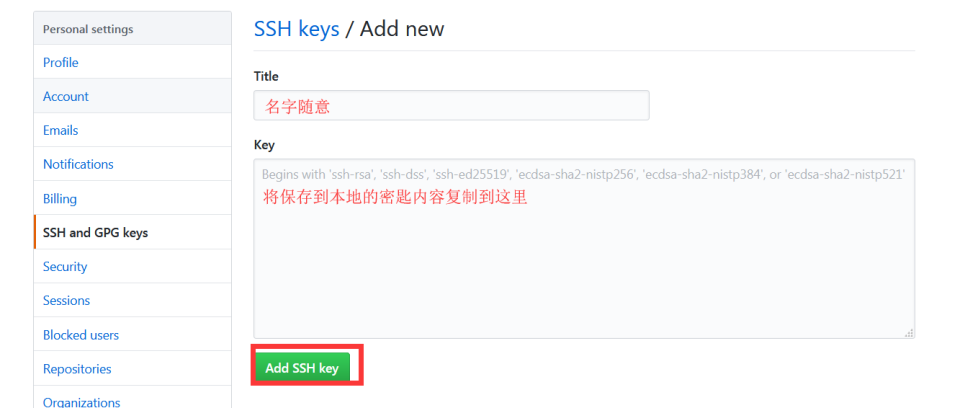 Personal settings
Profile
Account
Emails
Notifications
Billing
SSH and GPG keys
Security
Sessions
Blocked users
Repositories
Organizations
SSH keys / Add new
Title
名字随意
Key
Begins with 'ssh-rsa', 'ssh-dss', 'ssh-ed25519', 'ecdsa-sha2-nistp256', 'ecdsa-sha2-nistp384', or 'ecdsa-sha2-nistp521'
将保存到本地的密匙内容复制到这里
Add SSH key